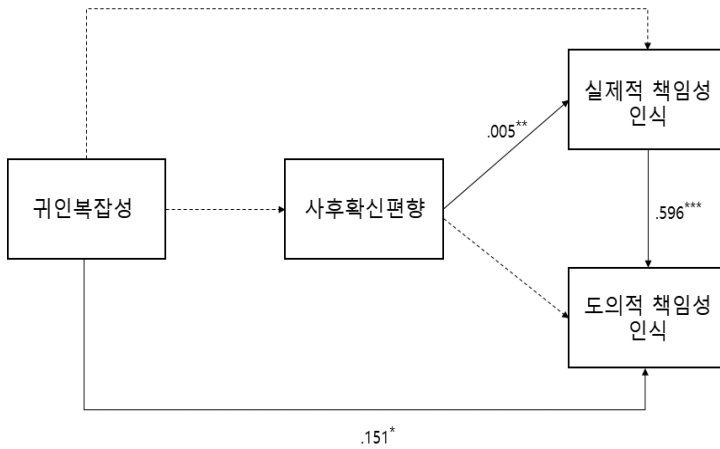 실제적 책임성
인식
.005**
귀인복잡성
사후확신편향
.596***
도의적 책임성
인식
.151*